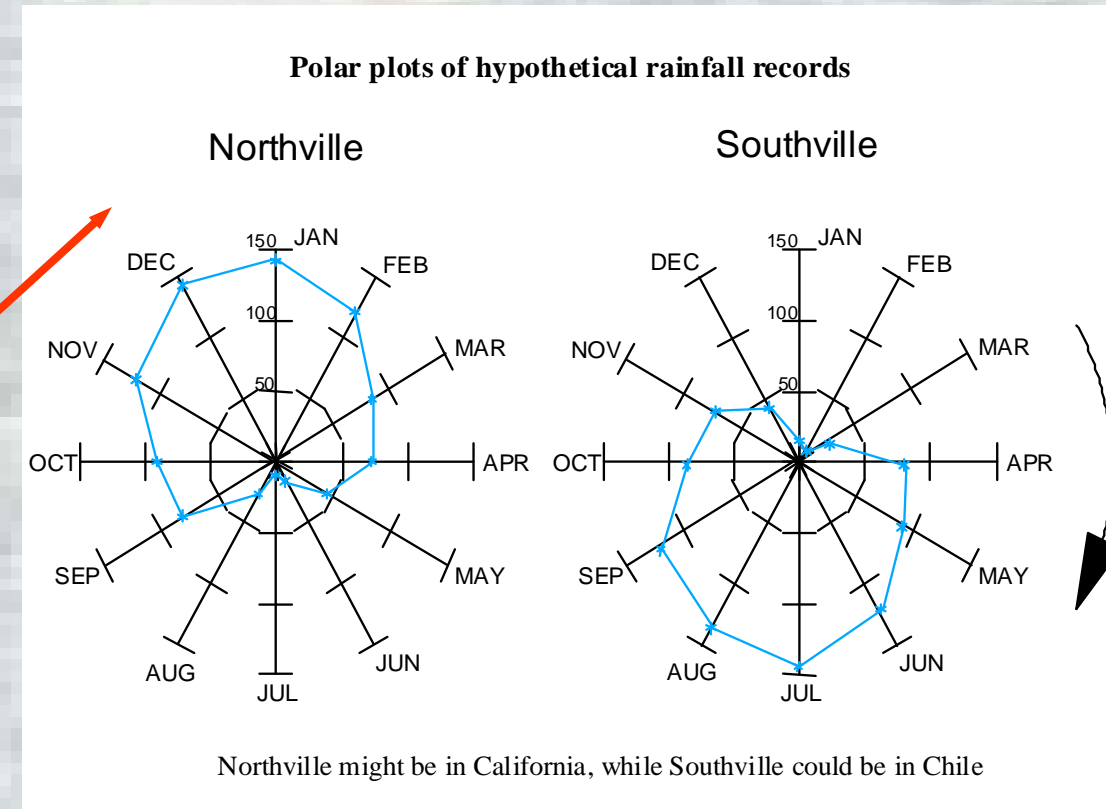 Polar plots of hypothetical rainfall records
Northville
Southville
150
JAN
DEC
FEB
100
NOV
MAR
50
OCT
APR
SEP
MAY
AUG
JUN
JUL
150
JAN
DEC
FEB
100
NOV
MAR
50
OCT
APR
SEP
MAY
AUG
JUN
JUL
Northville might be in California, while Southville could be in Chile